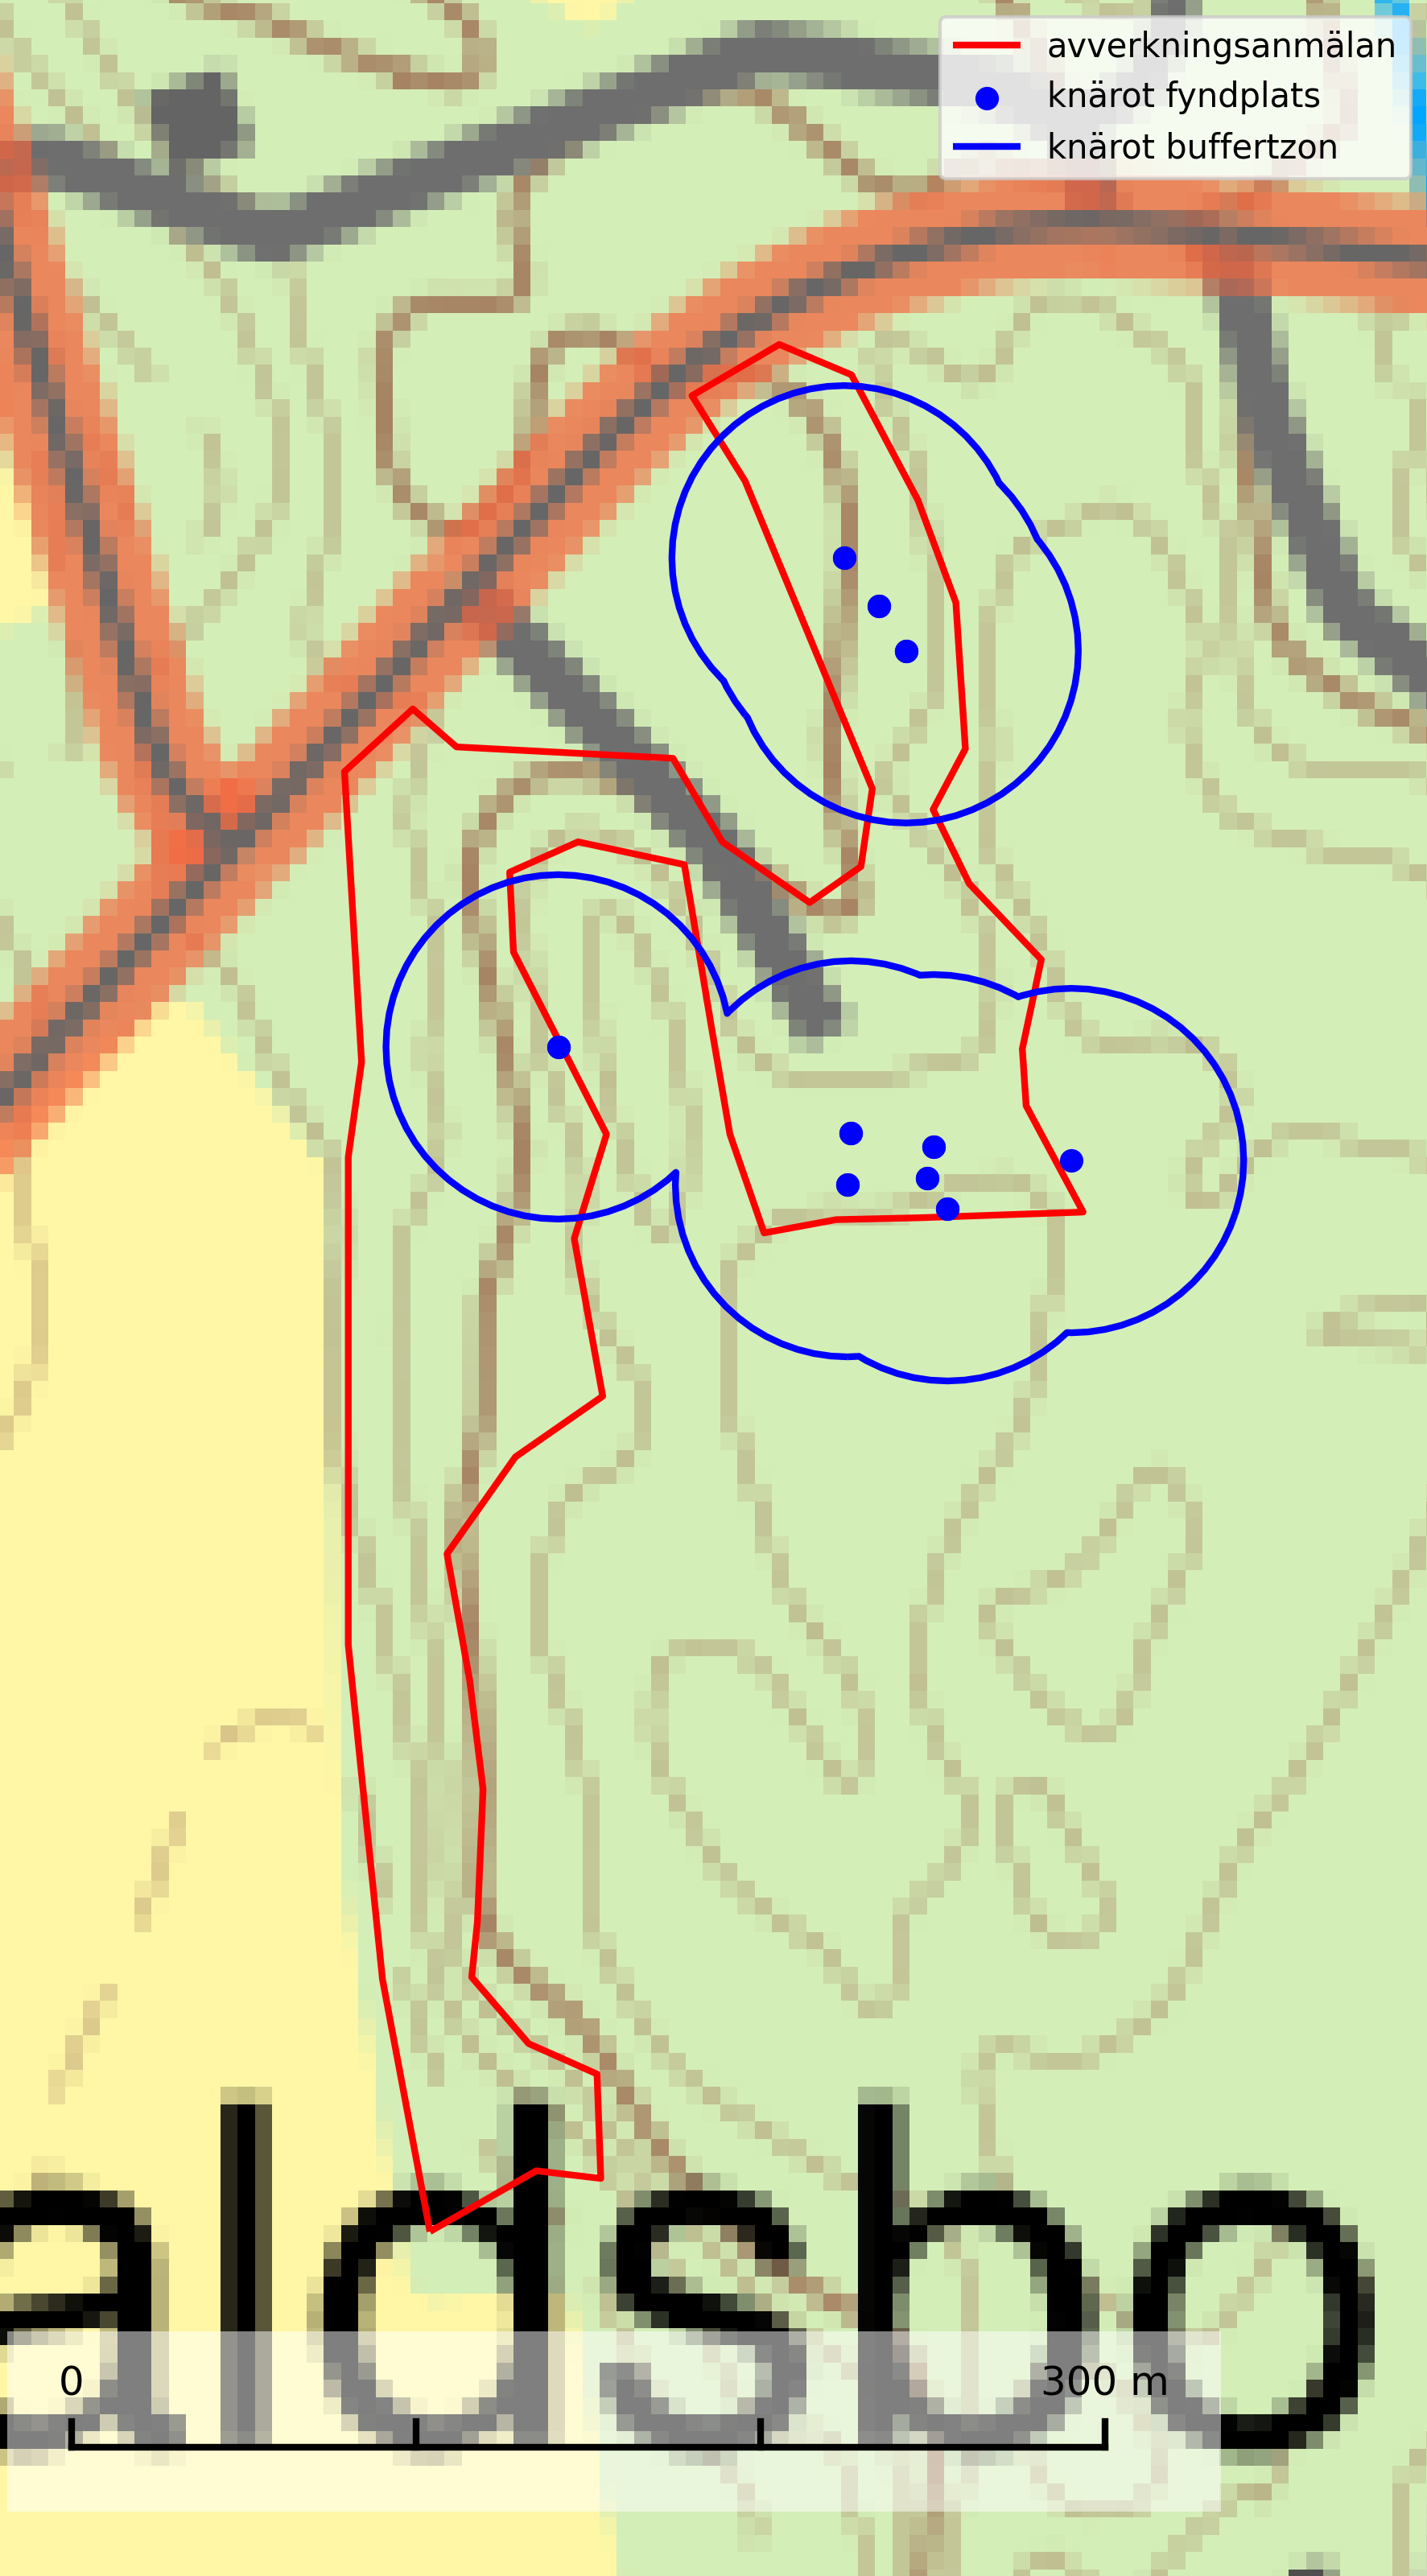 avverkningsanmälan
knärot fyndplats
knärot buffertzon
aldsbo
0 300 m